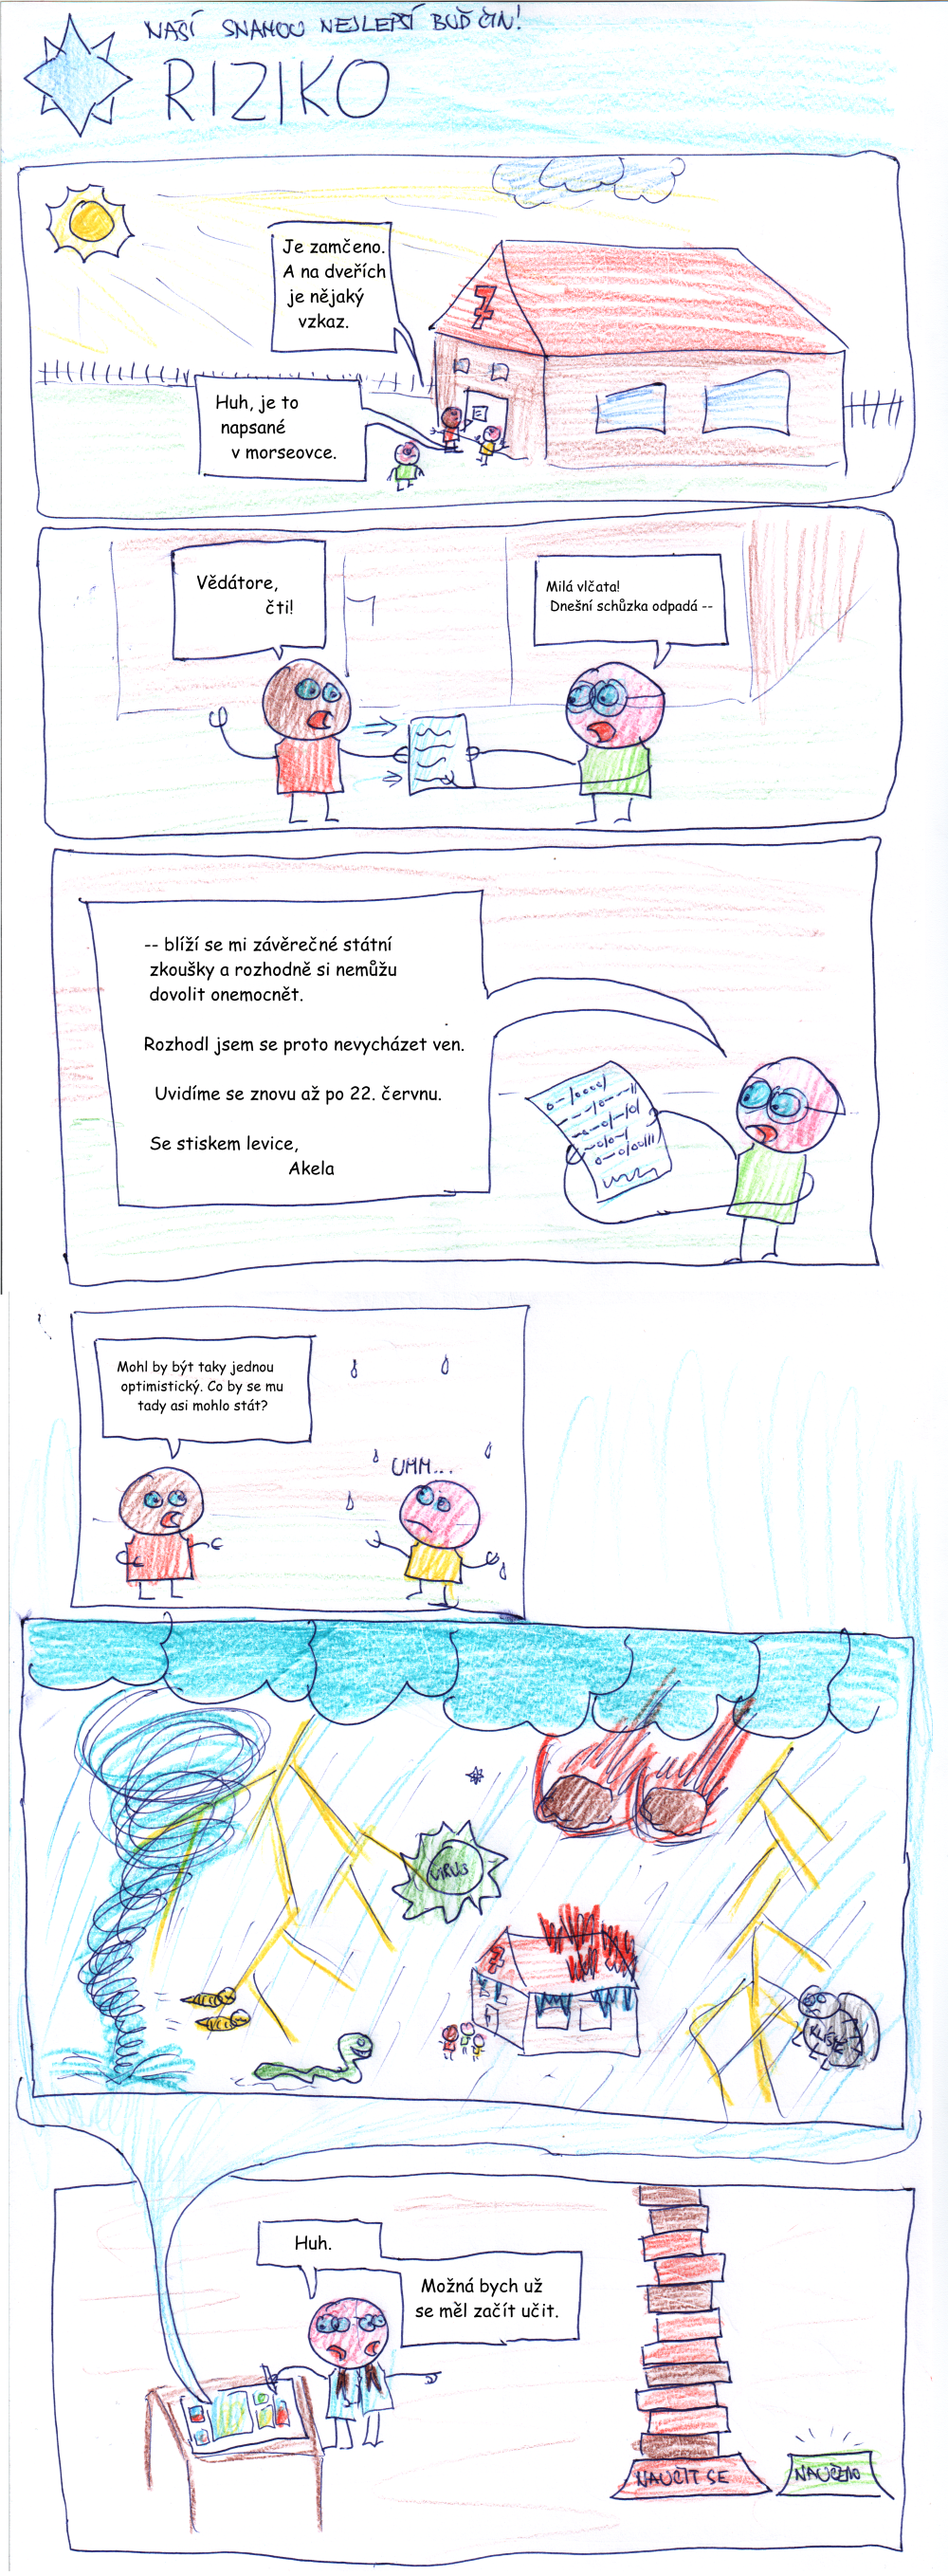 NAŠÍ SNAHOU NEJLEPŠÍ BUĎ ČIN!
RIZIKO
Je zamčeno.
A na dveřích
je nějaký
vzkaz.
7
Huh, je to
napsané
v morseovce.
Vědátore,
čti!
Milá vlčata!
Dnešní schůzka odpadá --
-- blíží se mi závěrečné státní
zkoušky a rozhodně si nemůžu
dovolit onemocnět.
Rozhodl jsem se proto nevycházet ven.
Uvidíme se znovu až po 22. červnu.
Se stiskem levice,
Akela
Mohl by být taky jednou
optimistický. Co by se mu
tady asi mohlo stát?
UMM...
VIRUS
7
KLÍŠTĚ
Huh.
Možná bych už
se měl začít učit.
NAUČIT SE
NAUČENO